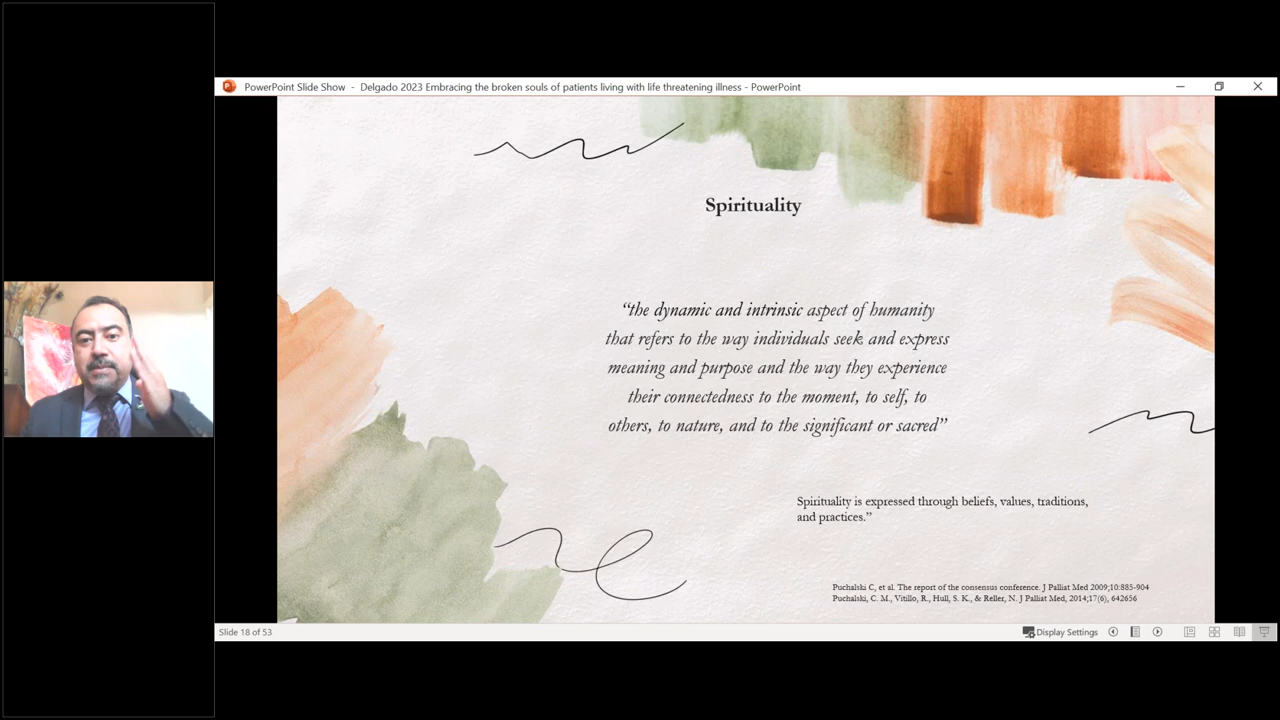 PowerPoint Slide Show - Delgado 2023 Embracing the broken souls of patients living with life threatening illness - PowerPoint
Spirituality
“the dynamic and intrinsic aspect of humanity
that refers to the way individuals seek and express
meaning and purpose and the way they experience
their connectedness to the moment, to self, to
others, to nature, and to the significant or sacred”
Spirituality is expressed through beliefs, values, traditions,
and practices.”
Puchalski C, et al. The report of the consensus conference. J Palliat Med 2009;10:885-904
Puchalski, C. M., Vitillo, R., Hull, S. K., & Reller, N. J Palliat Med, 2014;17(6), 642656
Slide 18 of 53
Display Settings